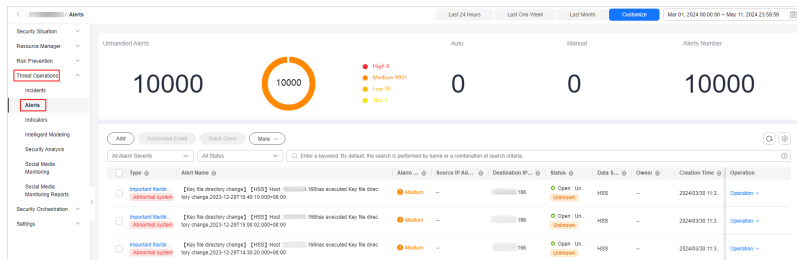 / Alerts
Last 24 Hours
Last One Week
Last Month
Customize
Mar 01, 2024 00:00:00 — May 11, 2024 23:59:59
Security Situation
Resource Manager
Risk Prevention
Threat Operations
Incidents
Alerts
Indicators
Intelligent Modeling
Security Analysis
Social Media
Monitoring
Social Media
Monitoring Reports
Security Orchestration
Settings
Unhandled Alerts
10000
10000
High 9
Medium 9931
Low 59
Tips 1
Auto
0
Manual
0
Alerts Number
10000
Add
Associated Event
Batch Close
More
All Alarm Severity
All Status
Enter a keyword. By default, the search is performed by name or a combination of search criteria.
Type
Alert Name
Alarm ...
Source IP Ad...
Destination IP...
Status
Data S...
Owner
Creation Time
Operation
Important file/dir...
Abnormal system
【Key file directory change】【HSS】Host
166has executed Key file direc
tory change,2023-12-29T16:40:10.000+08:00
Medium
--
.166
Open | Un...
Unknown
HSS
--
2024/03/30 11:3...
Operation
Important file/dir...
Abnormal system
【Key file directory change】【HSS】Host
.166has executed Key file direc
tory change,2023-12-29T15:00:02.000+08:00
Medium
--
.166
Open | Un...
Unknown
HSS
--
2024/03/30 11:3...
Operation
Important file/dir...
Abnormal system
【Key file directory change】【HSS】Host
.166has executed Key file direc
tory change,2023-12-29T14:30:20.000+08:00
Medium
--
.166
Open | Un...
Unknown
HSS
--
2024/03/30 11:3...
Operation